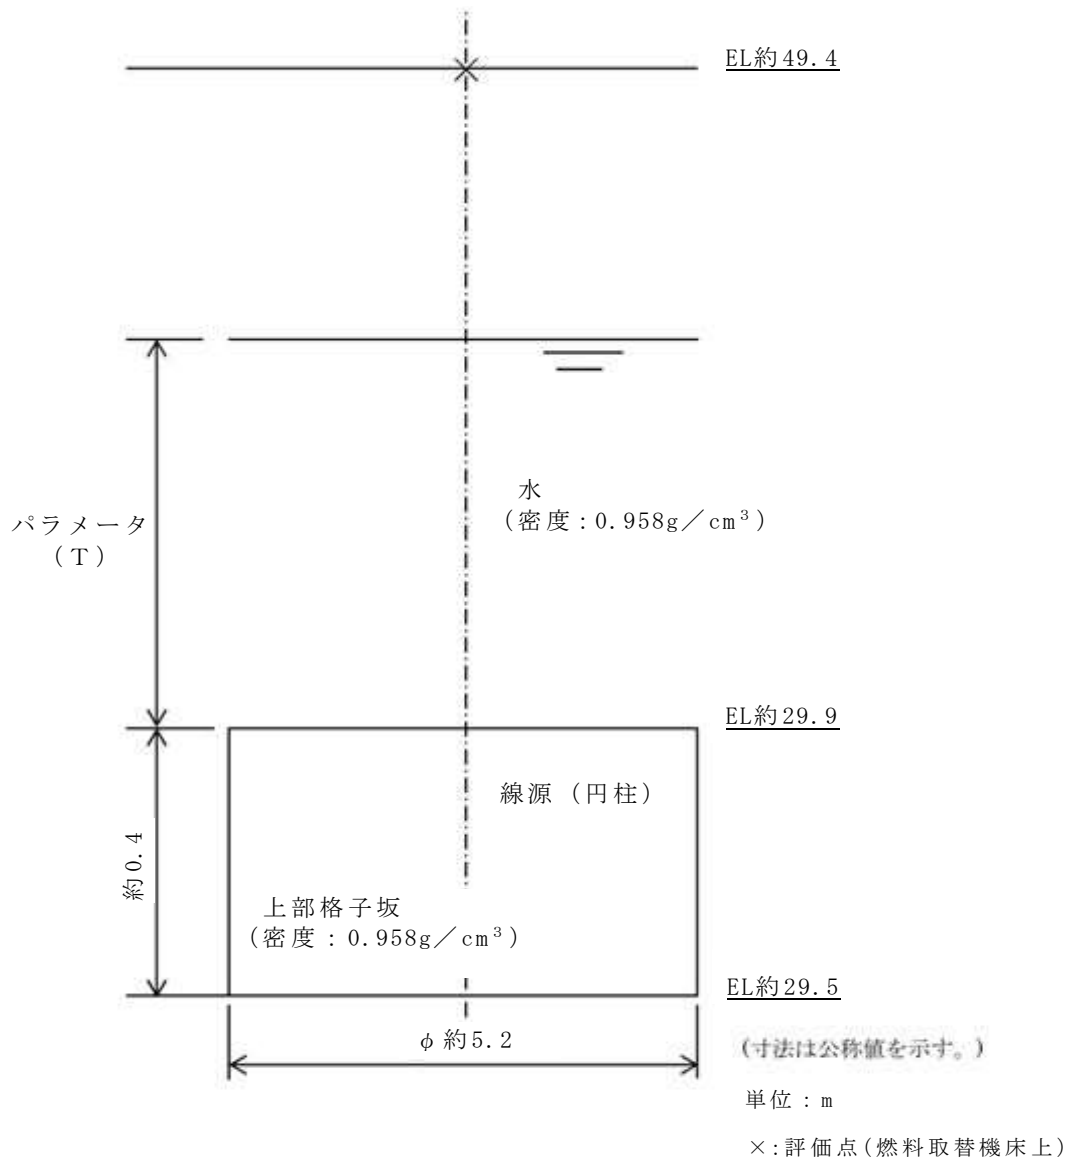 EL約49.4
水
(密度:0.958g／cm³)
パラメータ
(T)
EL約29.9
線源 (円柱)
約0.4
上部格子坂
(密度:0.958g／cm³)
EL約29.5
φ約5.2
(寸法は公称値を示す。)
単位：m
×:評価点(燃料取替機床上)